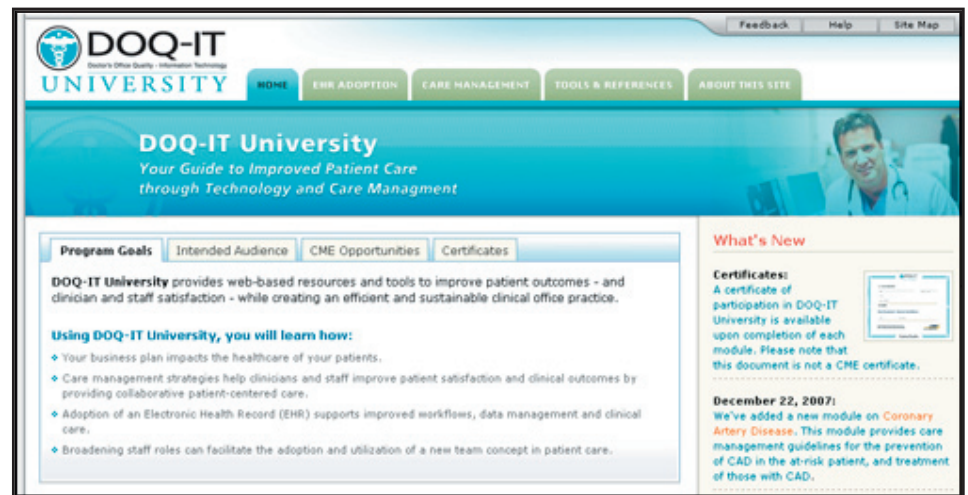 Feedback Help Site Map
DOQ-IT
Doctor's Office Quality - Information Technology
UNIVERSITY
HOME EHR ADOPTION CARE MANAGEMENT TOOLS & REFERENCES ABOUT THIS SITE
DOQ-IT University
Your Guide to Improved Patient Care
through Technology and Care Managment
Program Goals Intended Audience CME Opportunities Certificates
DOQ-IT University provides web-based resources and tools to improve patient outcomes - and
clinician and staff satisfaction - while creating an efficient and sustainable clinical office practice.
Using DOQ-IT University, you will learn how:
Your business plan impacts the healthcare of your patients.
Care management strategies help clinicians and staff improve patient satisfaction and clinical outcomes by
providing collaborative patient-centered care.
Adoption of an Electronic Health Record (EHR) supports improved workflows, data management and clinical
care.
Broadening staff roles can facilitate the adoption and utilization of a new team concept in patient care.
What's New
Certificates:
A certificate of
participation in DOQ-IT
University is available
upon completion of each
module. Please note that
this document is not a CME certificate.
December 22, 2007:
We've added a new module on Coronary
Artery Disease. This module provides care
management guidelines for the prevention
of CAD in the at-risk patient, and treatment
of those with CAD.